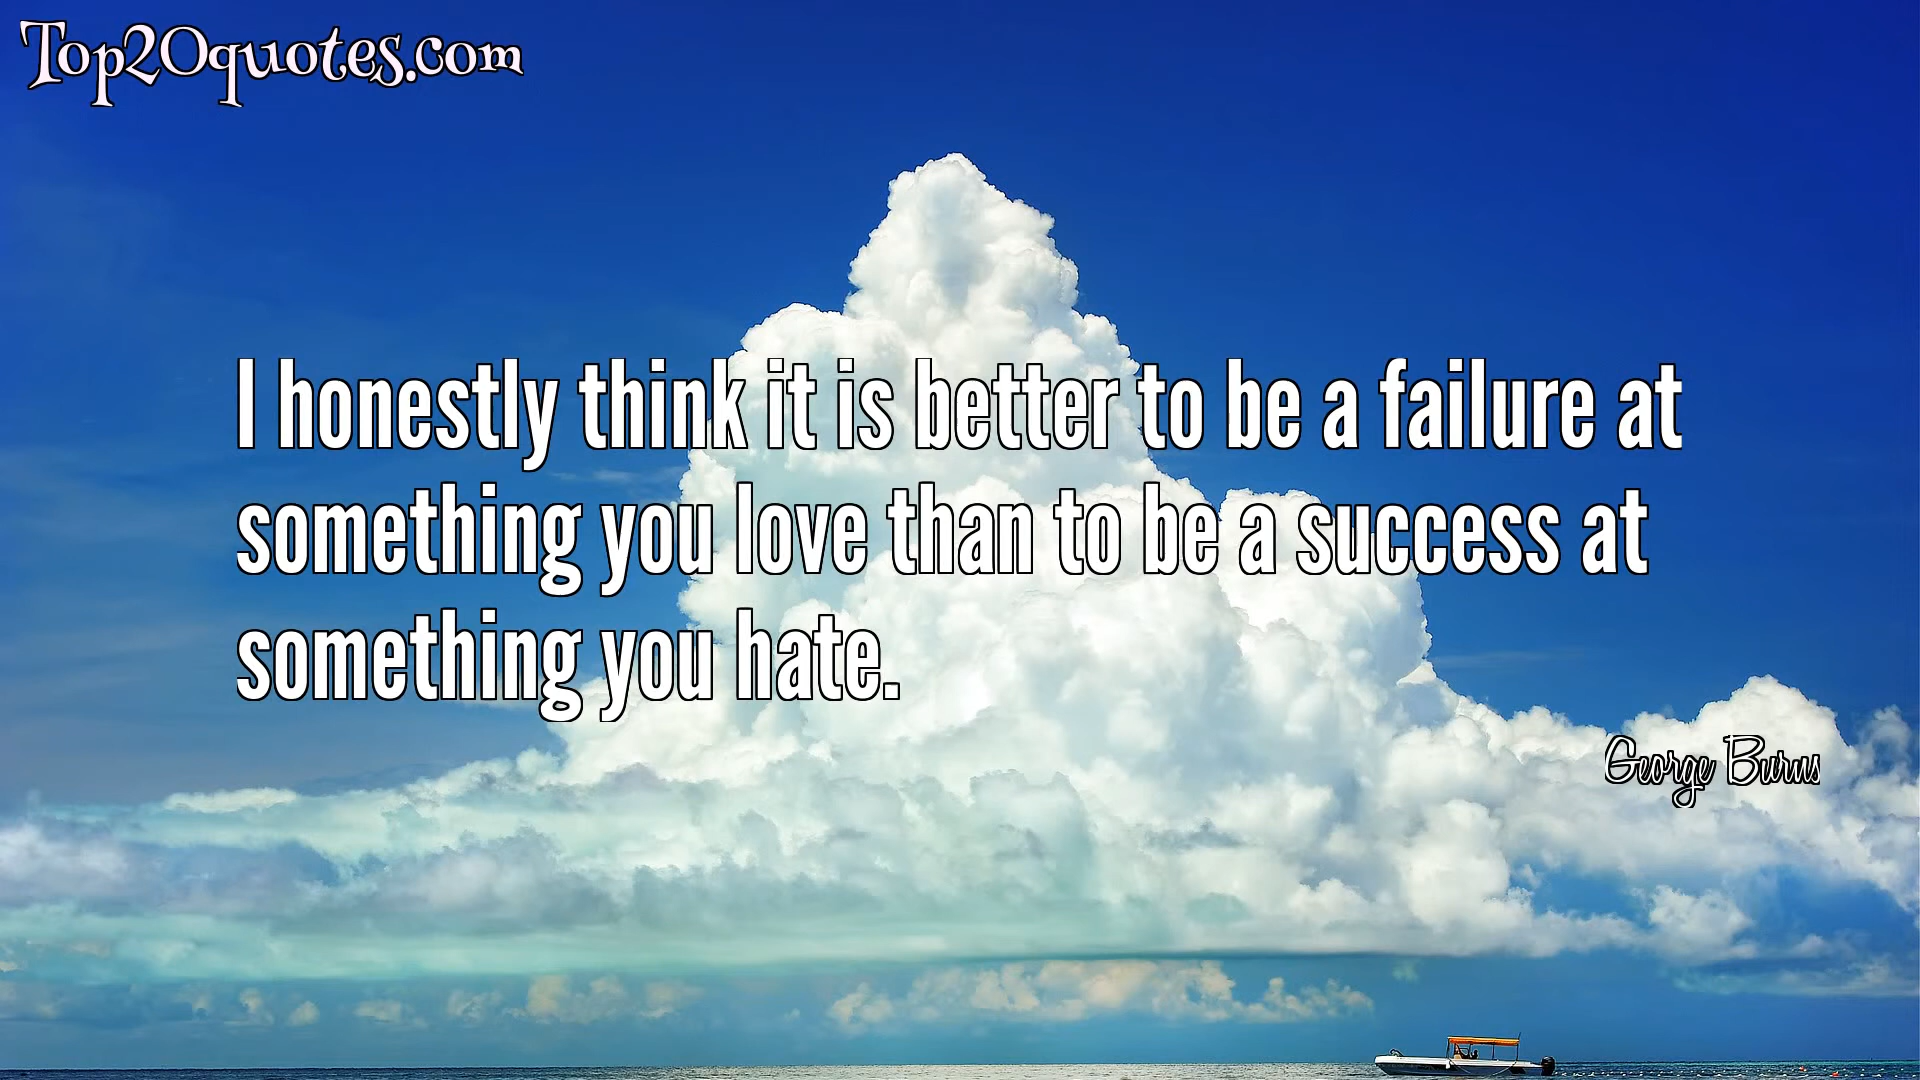 Top20quotes.com
I honestly think it is better to be a failure at
something you love than to be a success at
something you hate.
George Burns